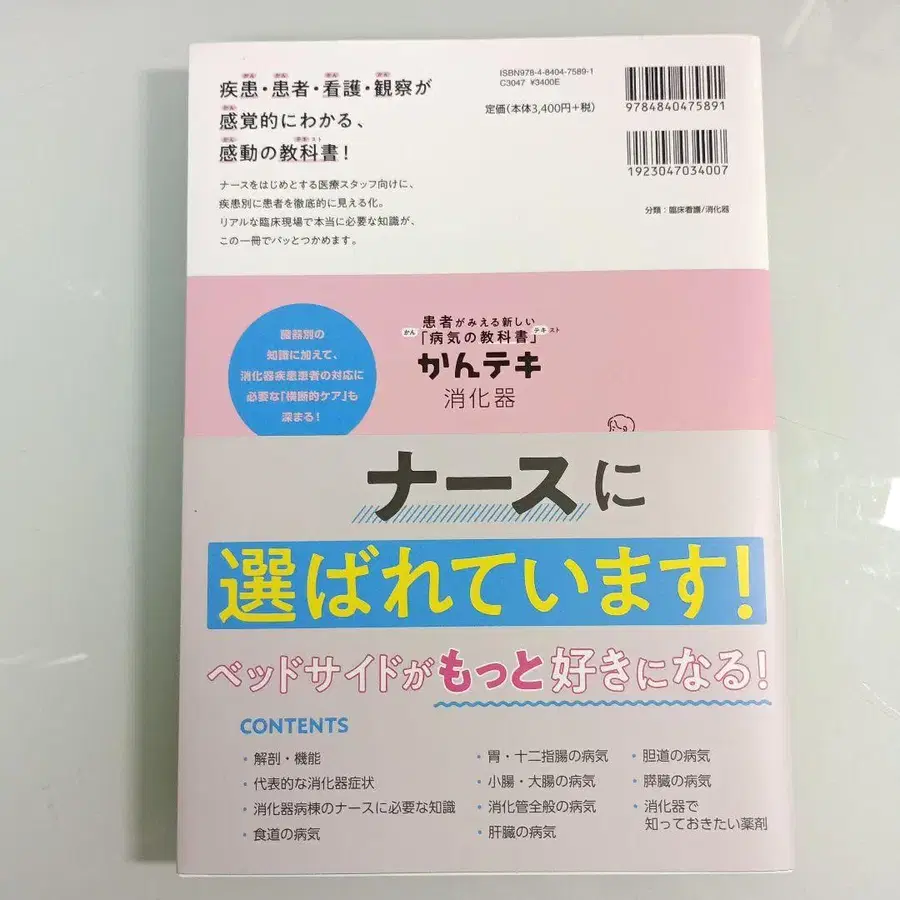 疾患・患者・看護・観察が
感覚的にわかる、
感動の教科書!
ナースをはじめとする医療スタッフ向けに、
疾患別に患者を徹底的に見える化。
リアルな臨床現場で本当に必要な知識が、
この一冊でパッとつかめます。
ISBN978-4-8404-7589-1
C3047 ¥3400E
定価(本体3,400円+税)
9784840475891
1923047034007
分類:臨床看護/消化器
臓器別の
知識に加えて、
消化器疾患患者の対応に
必要な「横断的ケア」も
深まる!
患者がみえる新しい
「病気の教科書」
かんテキ
消化器
ナースに
選ばれています!
ベッドサイドがもっと好きになる!
CONTENTS
・解剖・機能
・代表的な消化器症状
・消化器病棟のナースに必要な知識
・食道の病気
・胃・十二指腸の病気
・小腸・大腸の病気
・消化管全般の病気
・肝臓の病気
・胆道の病気
・膵臓の病気
・消化器で
知っておきたい薬剤